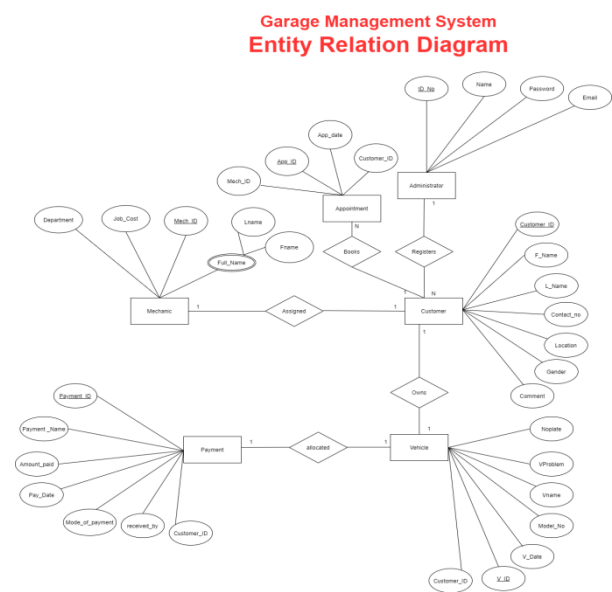 Garage Management System
Entity Relation Diagram
ID_No
Name
Password
Email
App_date
App_ID
Customer_ID
Mech_ID
Appointment
Administrator
Department
Job_Cost
Mech_ID
Lname
Fname
Full_Name
N
1
Books
Registers
Customer_ID
F_Name
L_Name
Contact_no
Location
Gender
Comment
1
N
Mechanic
1
Assigned
1
Customer
1
Owns
1
Payment_ID
Payment _Name
Amount_paid
Pay_Date
Mode_of_payment
received_by
Customer_ID
Payment
1
allocated
1
Vehicle
Noplate
VProblem
Vname
Model_No
V_Date
V_ID
Customer_ID